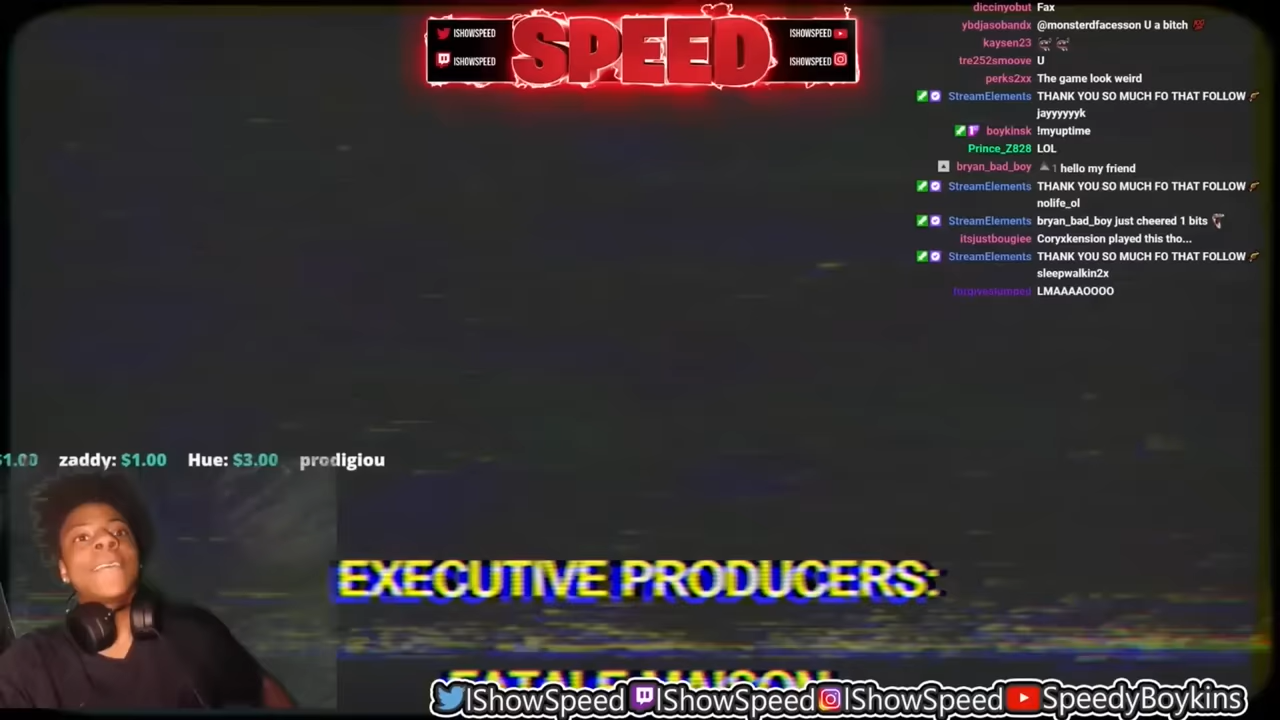 ISHOWSPEED
ISHOWSPEED
SPEED
ISHOWSPEED
ISHOWSPEED
diccinyobut Fax
ybdjasobandx @monsterdfacesson U a bitch 💯
kaysen23
tre252smoove U
perks2xx The game look weird
StreamElements THANK YOU SO MUCH FO THAT FOLLOW
jayyyyyyk
boykinsk !myuptime
Prince_Z828 LOL
bryan_bad_boy 1 hello my friend
StreamElements THANK YOU SO MUCH FO THAT FOLLOW
nolife_ol
StreamElements bryan_bad_boy just cheered 1 bits
itsjustbougiee Coryxkension played this tho...
StreamElements THANK YOU SO MUCH FO THAT FOLLOW
sleepwalkin2x
LMAAAAOOOO
$1.00 zaddy: $1.00 Hue: $3.00 prodigiou
EXECUTIVE PRODUCERS:
IShowSpeed IShowSpeed IShowSpeed SpeedyBoykins